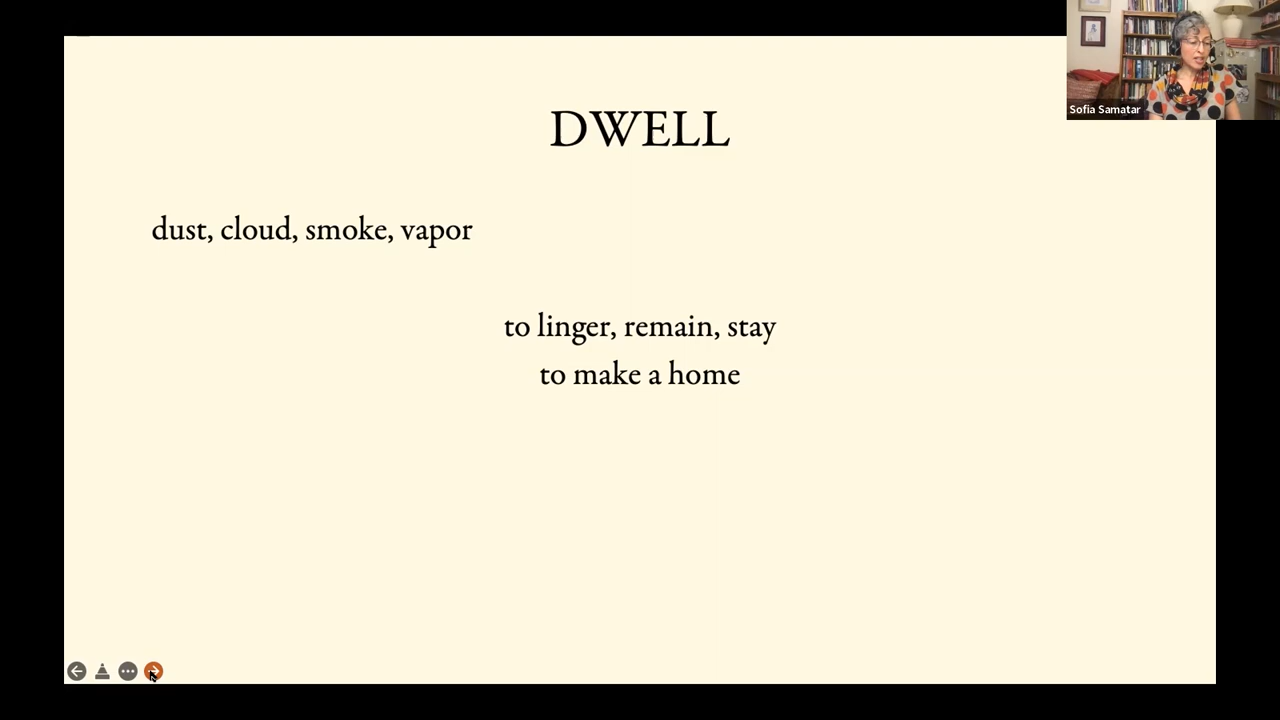 DWELL
dust, cloud, smoke, vapor
to linger, remain, stay
to make a home
Sofia Samatar